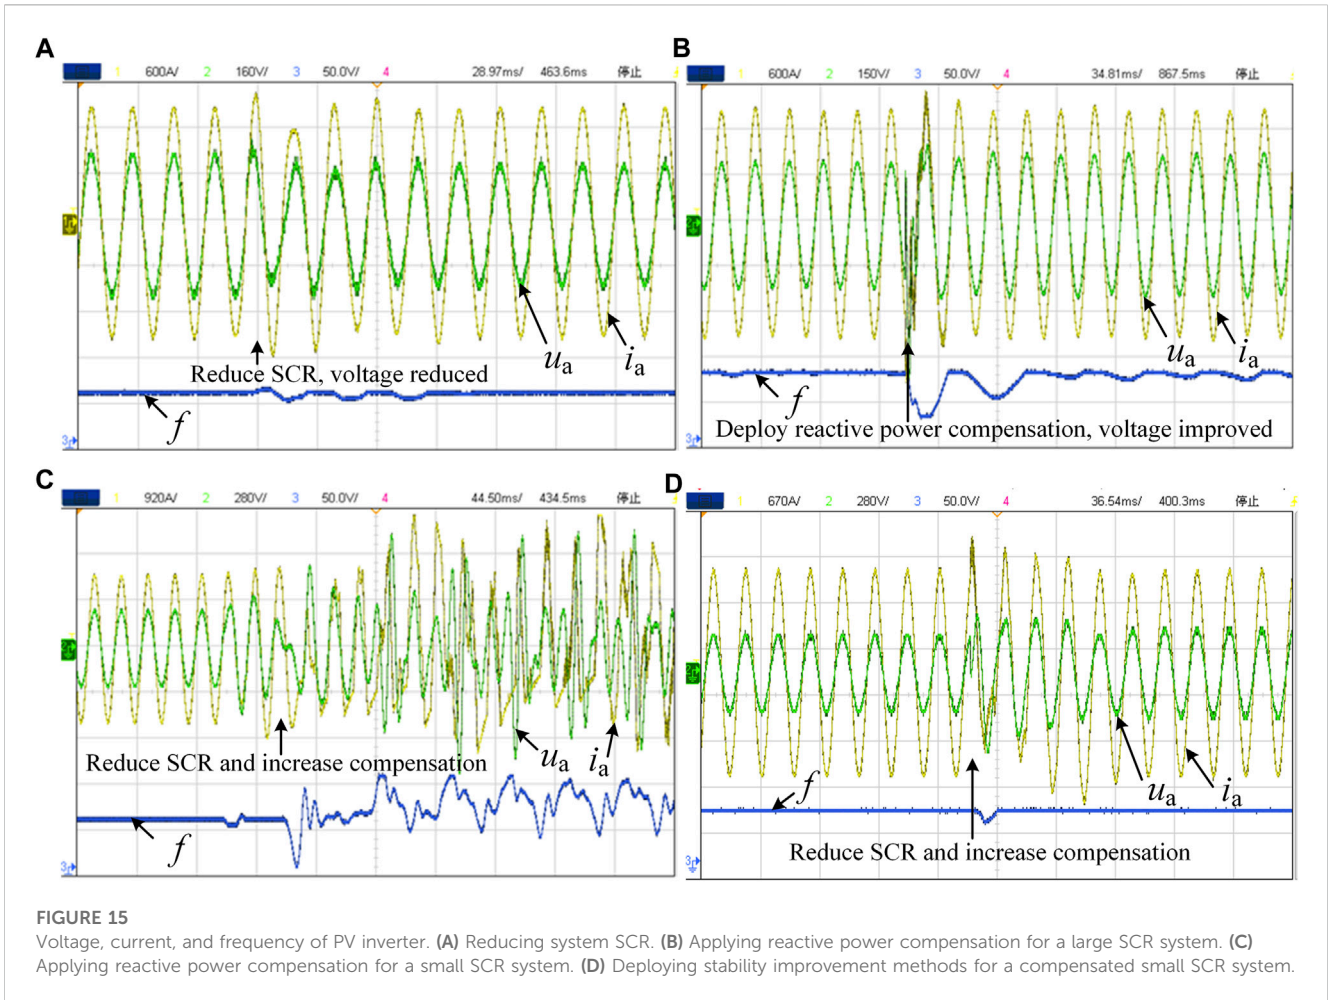 A
1 600A/ 2 160V/ 3 50.0V/ 4 28.97ms/ 463.6ms 停止
Reduce SCR, voltage reduced
uₐ
iₐ
f
3
B
1 600A/ 2 150V/ 3 50.0V/ 4 34.81ms/ 867.5ms 停止
uₐ
iₐ
f
Deploy reactive power compensation, voltage improved
3
C
1 920A/ 2 280V/ 3 50.0V/ 4 44.50ms/ 434.5ms 停止
Reduce SCR and increase compensation
uₐ
iₐ
f
3
D
1 670A/ 2 280V/ 3 50.0V/ 4 36.54ms/ 400.3ms 停止
f
uₐ
iₐ
Reduce SCR and increase compensation
3
FIGURE 15
Voltage, current, and frequency of PV inverter. (A) Reducing system SCR. (B) Applying reactive power compensation for a large SCR system. (C)
Applying reactive power compensation for a small SCR system. (D) Deploying stability improvement methods for a compensated small SCR system.